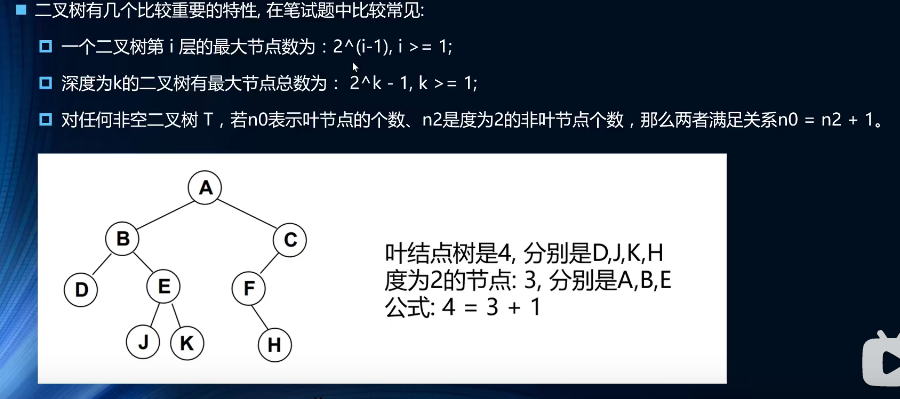 二叉树有几个比较重要的特性, 在笔试题中比较常见:
一个二叉树第 i 层的最大节点数为：2^(i-1), i >= 1;
深度为k的二叉树有最大节点总数为： 2^k - 1, k >= 1;
对任何非空二叉树 T，若n0表示叶节点的个数、n2是度为2的非叶节点个数，那么两者满足关系n0 = n2 + 1。
A
B C
D E F
J K H
叶结点树是4, 分别是D,J,K,H
度为2的节点: 3, 分别是A,B,E
公式: 4 = 3 + 1